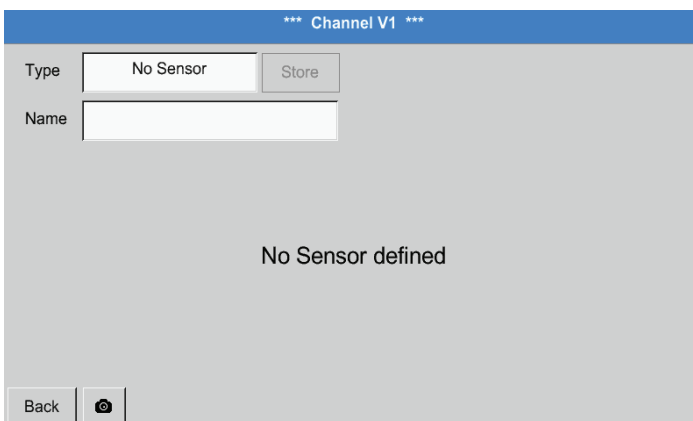 *** Channel V1 ***
Type No Sensor Store
Name
No Sensor defined
Back